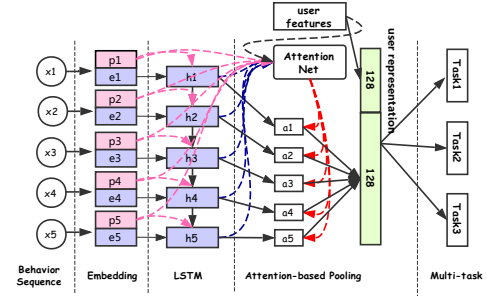 user
features
x1
p1
e1
h1
Attention
Net
128
user representation
Task1
x2
p2
e2
h2
a1
x3
p3
e3
h3
a2
Task2
x4
p4
e4
h4
a3
128
x5
p5
e5
h5
a4
a5
Task3
Behavior
Sequence
Embedding
LSTM
Attention-based Pooling
Multi-task